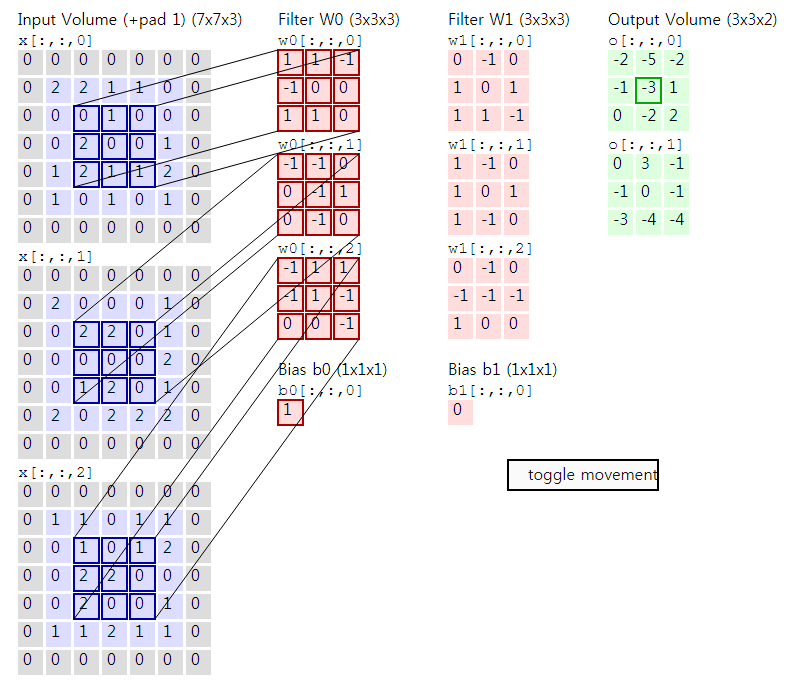 Input Volume (+pad 1) (7x7x3)
x[:,:,0]
0 0 0 0 0 0 0
0 2 2 1 1 0 0
0 0 0 1 0 0 0
0 0 2 0 0 1 0
0 1 2 1 1 2 0
0 1 0 1 0 1 0
0 0 0 0 0 0 0
x[:,:,1]
0 0 0 0 0 0 0
0 2 0 0 0 1 0
0 0 2 2 0 1 0
0 0 0 0 0 2 0
0 0 1 2 0 1 0
0 2 0 2 2 2 0
0 0 0 0 0 0 0
x[:,:,2]
0 0 0 0 0 0 0
0 1 1 0 1 1 0
0 0 1 0 1 2 0
0 0 2 2 0 0 0
0 0 2 0 0 1 0
0 1 1 2 1 1 0
0 0 0 0 0 0 0
Filter W0 (3x3x3)
w0[:,:,0]
1 1 -1
-1 0 0
1 1 0
w0[:,:,1]
-1 -1 0
0 -1 1
0 -1 0
w0[:,:,2]
-1 1 1
-1 1 -1
0 0 -1
Bias b0 (1x1x1)
b0[:,:,0]
1
Filter W1 (3x3x3)
w1[:,:,0]
0 -1 0
1 0 1
1 1 -1
w1[:,:,1]
1 -1 0
1 0 1
1 -1 0
w1[:,:,2]
0 -1 0
-1 -1 -1
1 0 0
Bias b1 (1x1x1)
b1[:,:,0]
0
Output Volume (3x3x2)
o[:,:,0]
-2 -5 -2
-1 -3 1
0 -2 2
o[:,:,1]
0 3 -1
-1 0 -1
-3 -4 -4
toggle movement